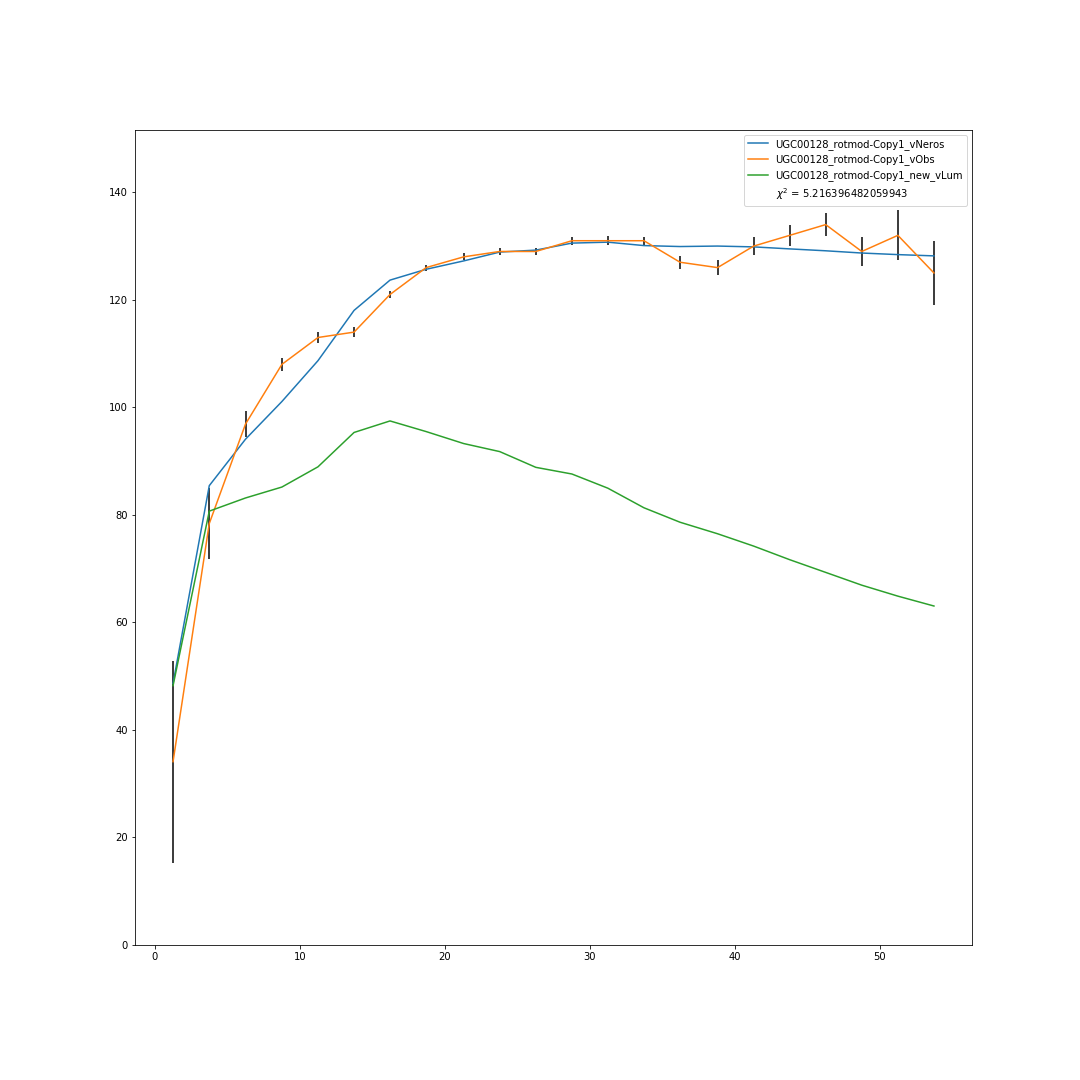 UGC00128_rotmod-Copy1_vNeros
UGC00128_rotmod-Copy1_vObs
UGC00128_rotmod-Copy1_new_vLum
χ² = 5.216396482059943
140
120
100
80
60
40
20
0
0 10 20 30 40 50